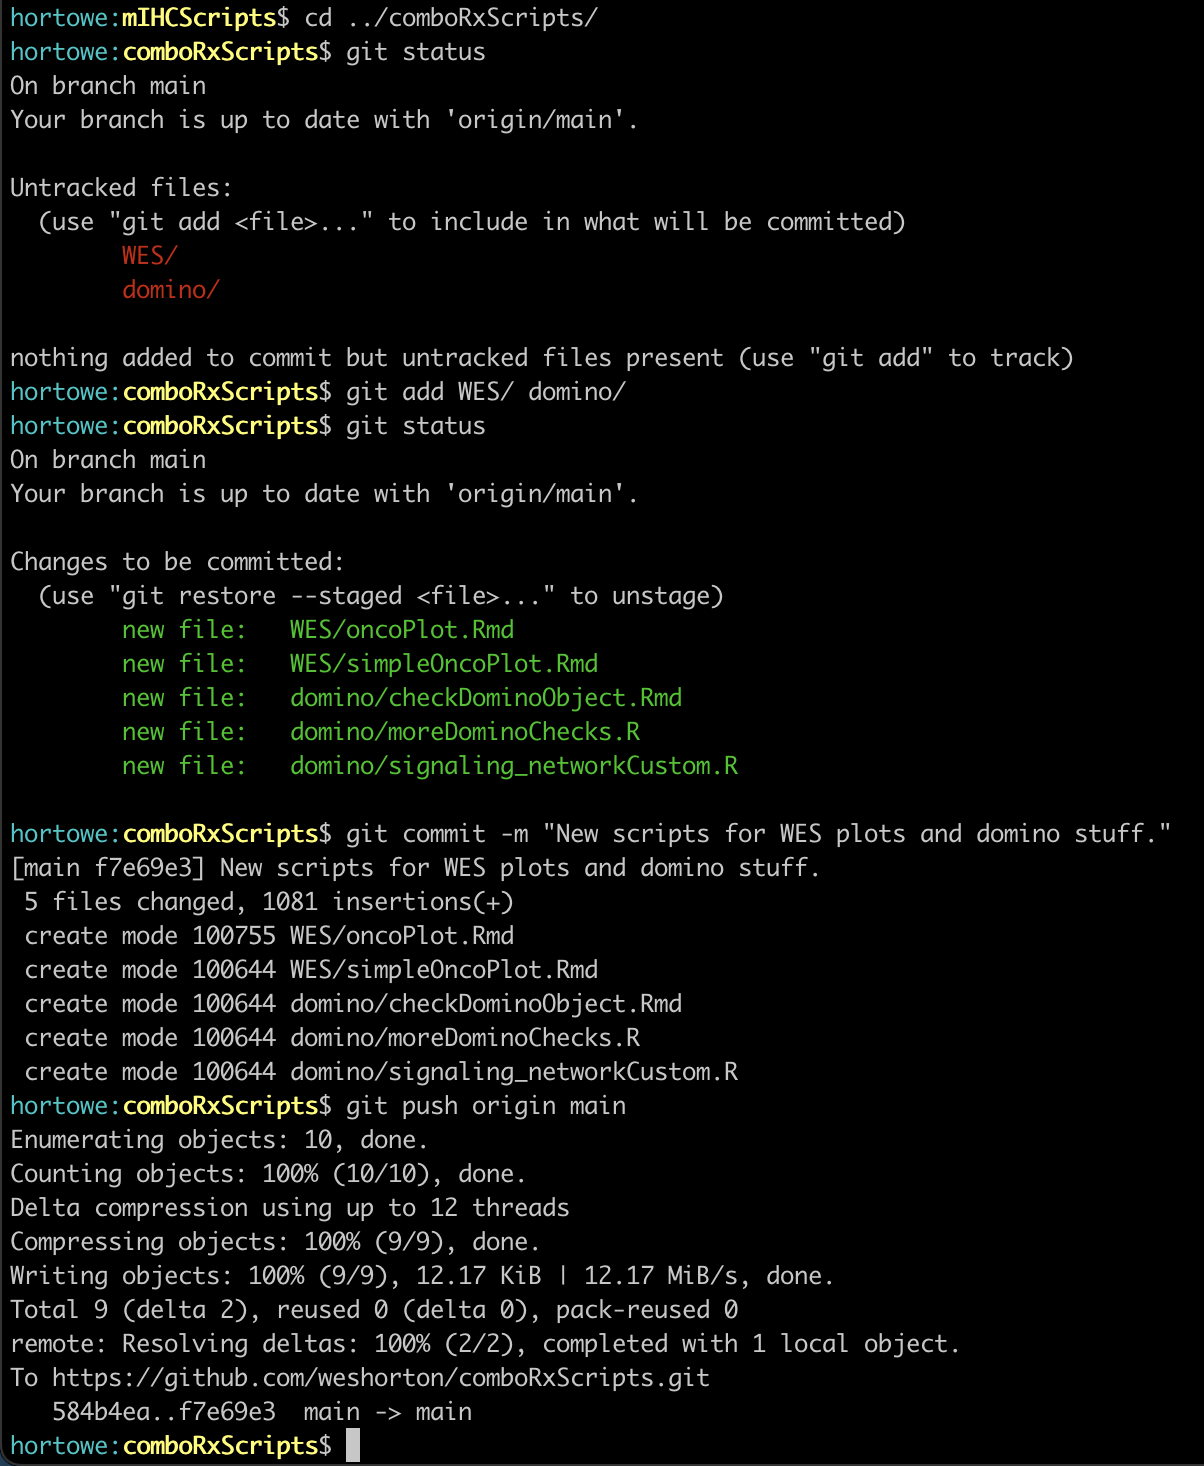 hortowe:mIHCScripts$ cd ../comboRxScripts/
hortowe:comboRxScripts$ git status
On branch main
Your branch is up to date with 'origin/main'.
Untracked files:
  (use "git add <file>..." to include in what will be committed)
        WES/
        domino/
nothing added to commit but untracked files present (use "git add" to track)
hortowe:comboRxScripts$ git add WES/ domino/
hortowe:comboRxScripts$ git status
On branch main
Your branch is up to date with 'origin/main'.
Changes to be committed:
  (use "git restore --staged <file>..." to unstage)
        new file:   WES/oncoPlot.Rmd
        new file:   WES/simpleOncoPlot.Rmd
        new file:   domino/checkDominoObject.Rmd
        new file:   domino/moreDominoChecks.R
        new file:   domino/signaling_networkCustom.R
hortowe:comboRxScripts$ git commit -m "New scripts for WES plots and domino stuff."
[main f7e69e3] New scripts for WES plots and domino stuff.
 5 files changed, 1081 insertions(+)
 create mode 100755 WES/oncoPlot.Rmd
 create mode 100644 WES/simpleOncoPlot.Rmd
 create mode 100644 domino/checkDominoObject.Rmd
 create mode 100644 domino/moreDominoChecks.R
 create mode 100644 domino/signaling_networkCustom.R
hortowe:comboRxScripts$ git push origin main
Enumerating objects: 10, done.
Counting objects: 100% (10/10), done.
Delta compression using up to 12 threads
Compressing objects: 100% (9/9), done.
Writing objects: 100% (9/9), 12.17 KiB | 12.17 MiB/s, done.
Total 9 (delta 2), reused 0 (delta 0), pack-reused 0
remote: Resolving deltas: 100% (2/2), completed with 1 local object.
To https://github.com/weshorton/comboRxScripts.git
   584b4ea..f7e69e3  main -> main
hortowe:comboRxScripts$